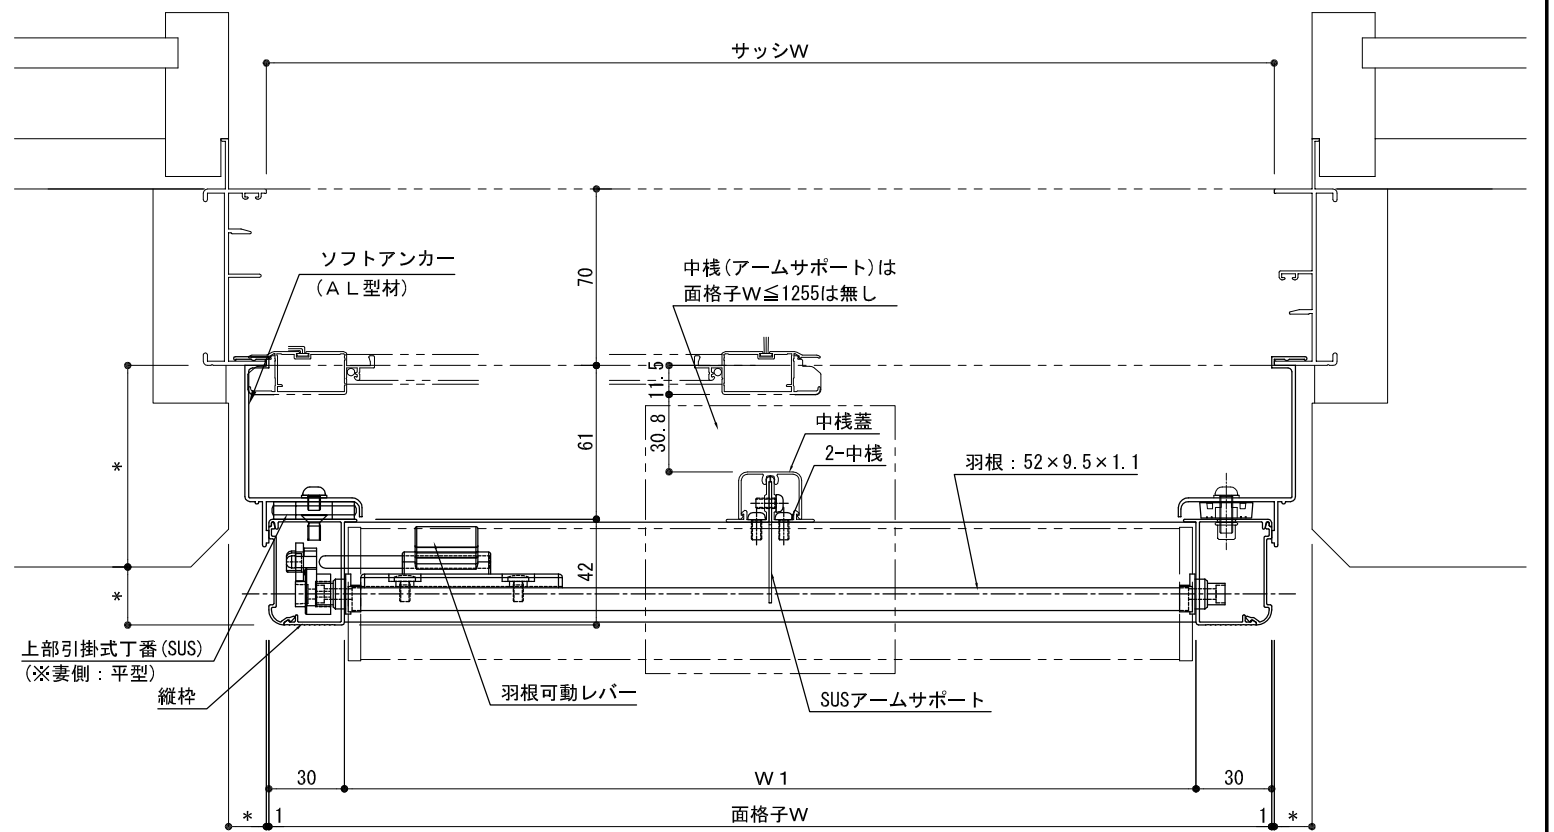 サッシW
ソフトアンカー
(AL型材)
70
中桟(アームサポート)は
面格子W≦1255は無し
11.5
30.8
61
中桟蓋
2-中桟
羽根:52×9.5×1.1
*
*
42
上部引掛式丁番(SUS)
(※妻側:平型)
縦枠
羽根可動レバー
SUSアームサポート
30
W1
30
*
1
面格子W
1
*